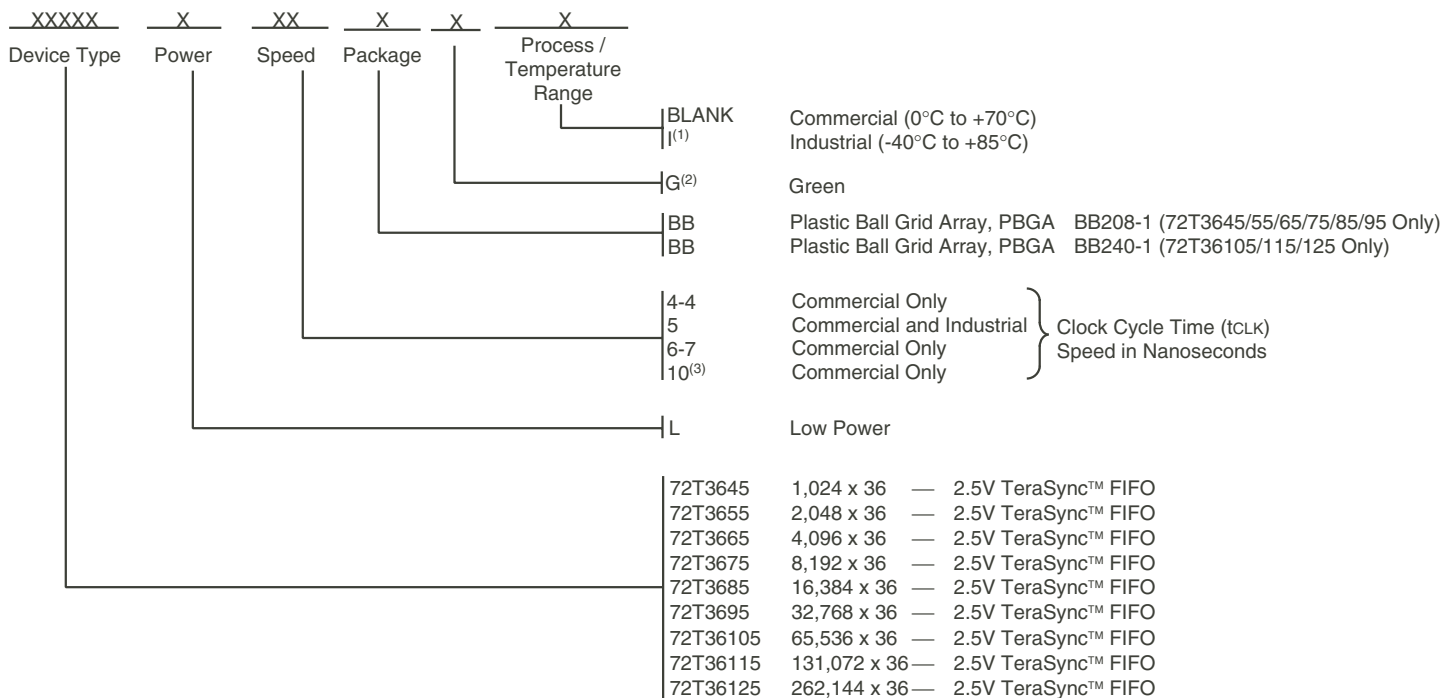 XXXXX X XX X X X
Device Type Power Speed Package Process /
Temperature
Range
BLANK Commercial (0°C to +70°C)
I(1) Industrial (-40°C to +85°C)
G(2) Green
BB Plastic Ball Grid Array, PBGA BB208-1 (72T3645/55/65/75/85/95 Only)
BB Plastic Ball Grid Array, PBGA BB240-1 (72T36105/115/125 Only)
4-4 Commercial Only
5 Commercial and Industrial Clock Cycle Time (tCLK)
6-7 Commercial Only Speed in Nanoseconds
10(3) Commercial Only
L Low Power
72T3645 1,024 x 36 — 2.5V TeraSync™ FIFO
72T3655 2,048 x 36 — 2.5V TeraSync™ FIFO
72T3665 4,096 x 36 — 2.5V TeraSync™ FIFO
72T3675 8,192 x 36 — 2.5V TeraSync™ FIFO
72T3685 16,384 x 36 — 2.5V TeraSync™ FIFO
72T3695 32,768 x 36 — 2.5V TeraSync™ FIFO
72T36105 65,536 x 36 — 2.5V TeraSync™ FIFO
72T36115 131,072 x 36 — 2.5V TeraSync™ FIFO
72T36125 262,144 x 36 — 2.5V TeraSync™ FIFO